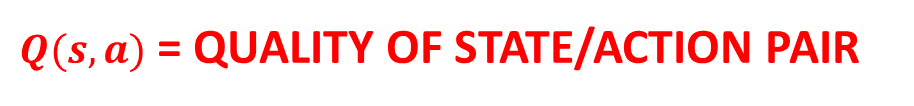 Q(s, a) = QUALITY OF STATE/ACTION PAIR